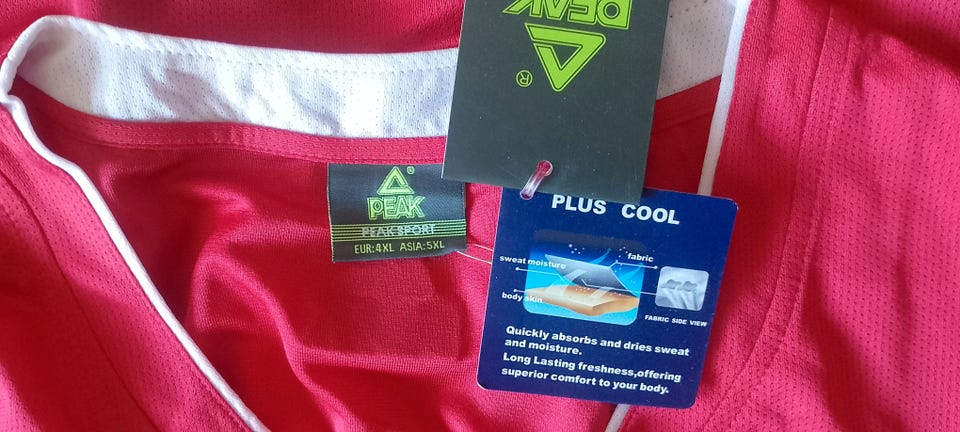 PEAK
®
®
PEAK
PEAK SPORT
EUR:4XL ASIA:5XL
PLUS COOL
fabric
sweat moisture
body skin
FABRIC SIDE VIEW
Quickly absorbs and dries sweat
and moisture.
Long Lasting freshness,offering
superior comfort to your body.